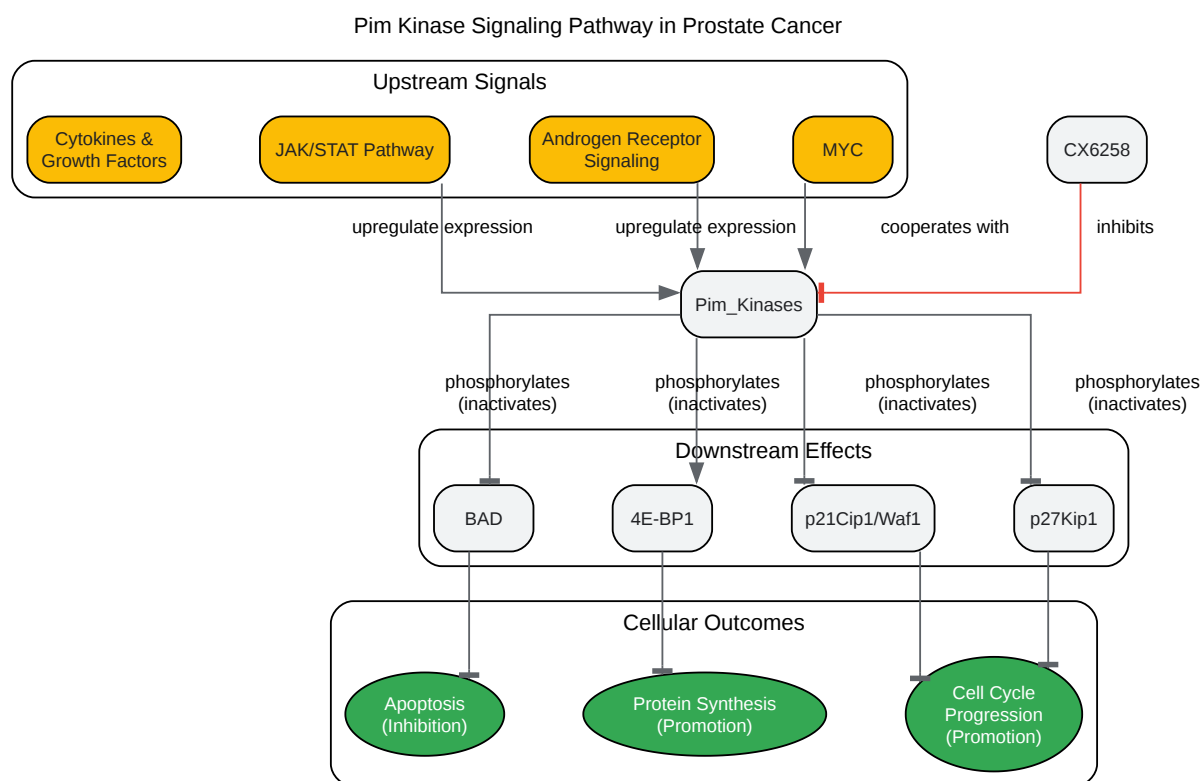 Pim Kinase Signaling Pathway in Prostate Cancer
Upstream Signals
Cytokines &
Growth Factors
JAK/STAT Pathway
Androgen Receptor
Signaling
MYC
CX6258
upregulate expression
upregulate expression
cooperates with
inhibits
Pim_Kinases
phosphorylates
(inactivates)
phosphorylates
(inactivates)
phosphorylates
(inactivates)
phosphorylates
(inactivates)
Downstream Effects
BAD
4E-BP1
p21Cip1/Waf1
p27Kip1
Cellular Outcomes
Apoptosis
(Inhibition)
Protein Synthesis
(Promotion)
Cell Cycle
Progression
(Promotion)